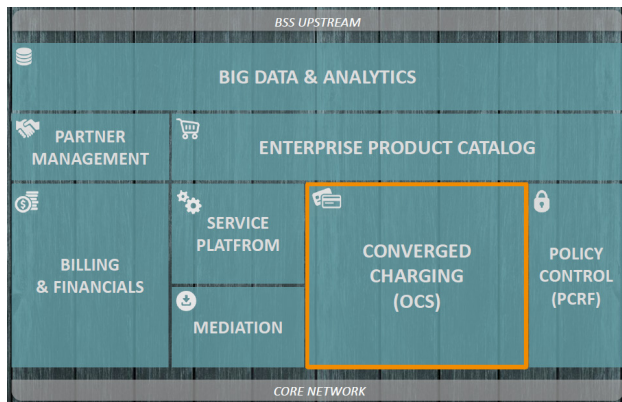 BSS UPSTREAM
BIG DATA & ANALYTICS
PARTNER
MANAGEMENT
ENTERPRISE PRODUCT CATALOG
BILLING
& FINANCIALS
SERVICE
PLATFROM
MEDIATION
CONVERGED
CHARGING
(OCS)
POLICY
CONTROL
(PCRF)
CORE NETWORK